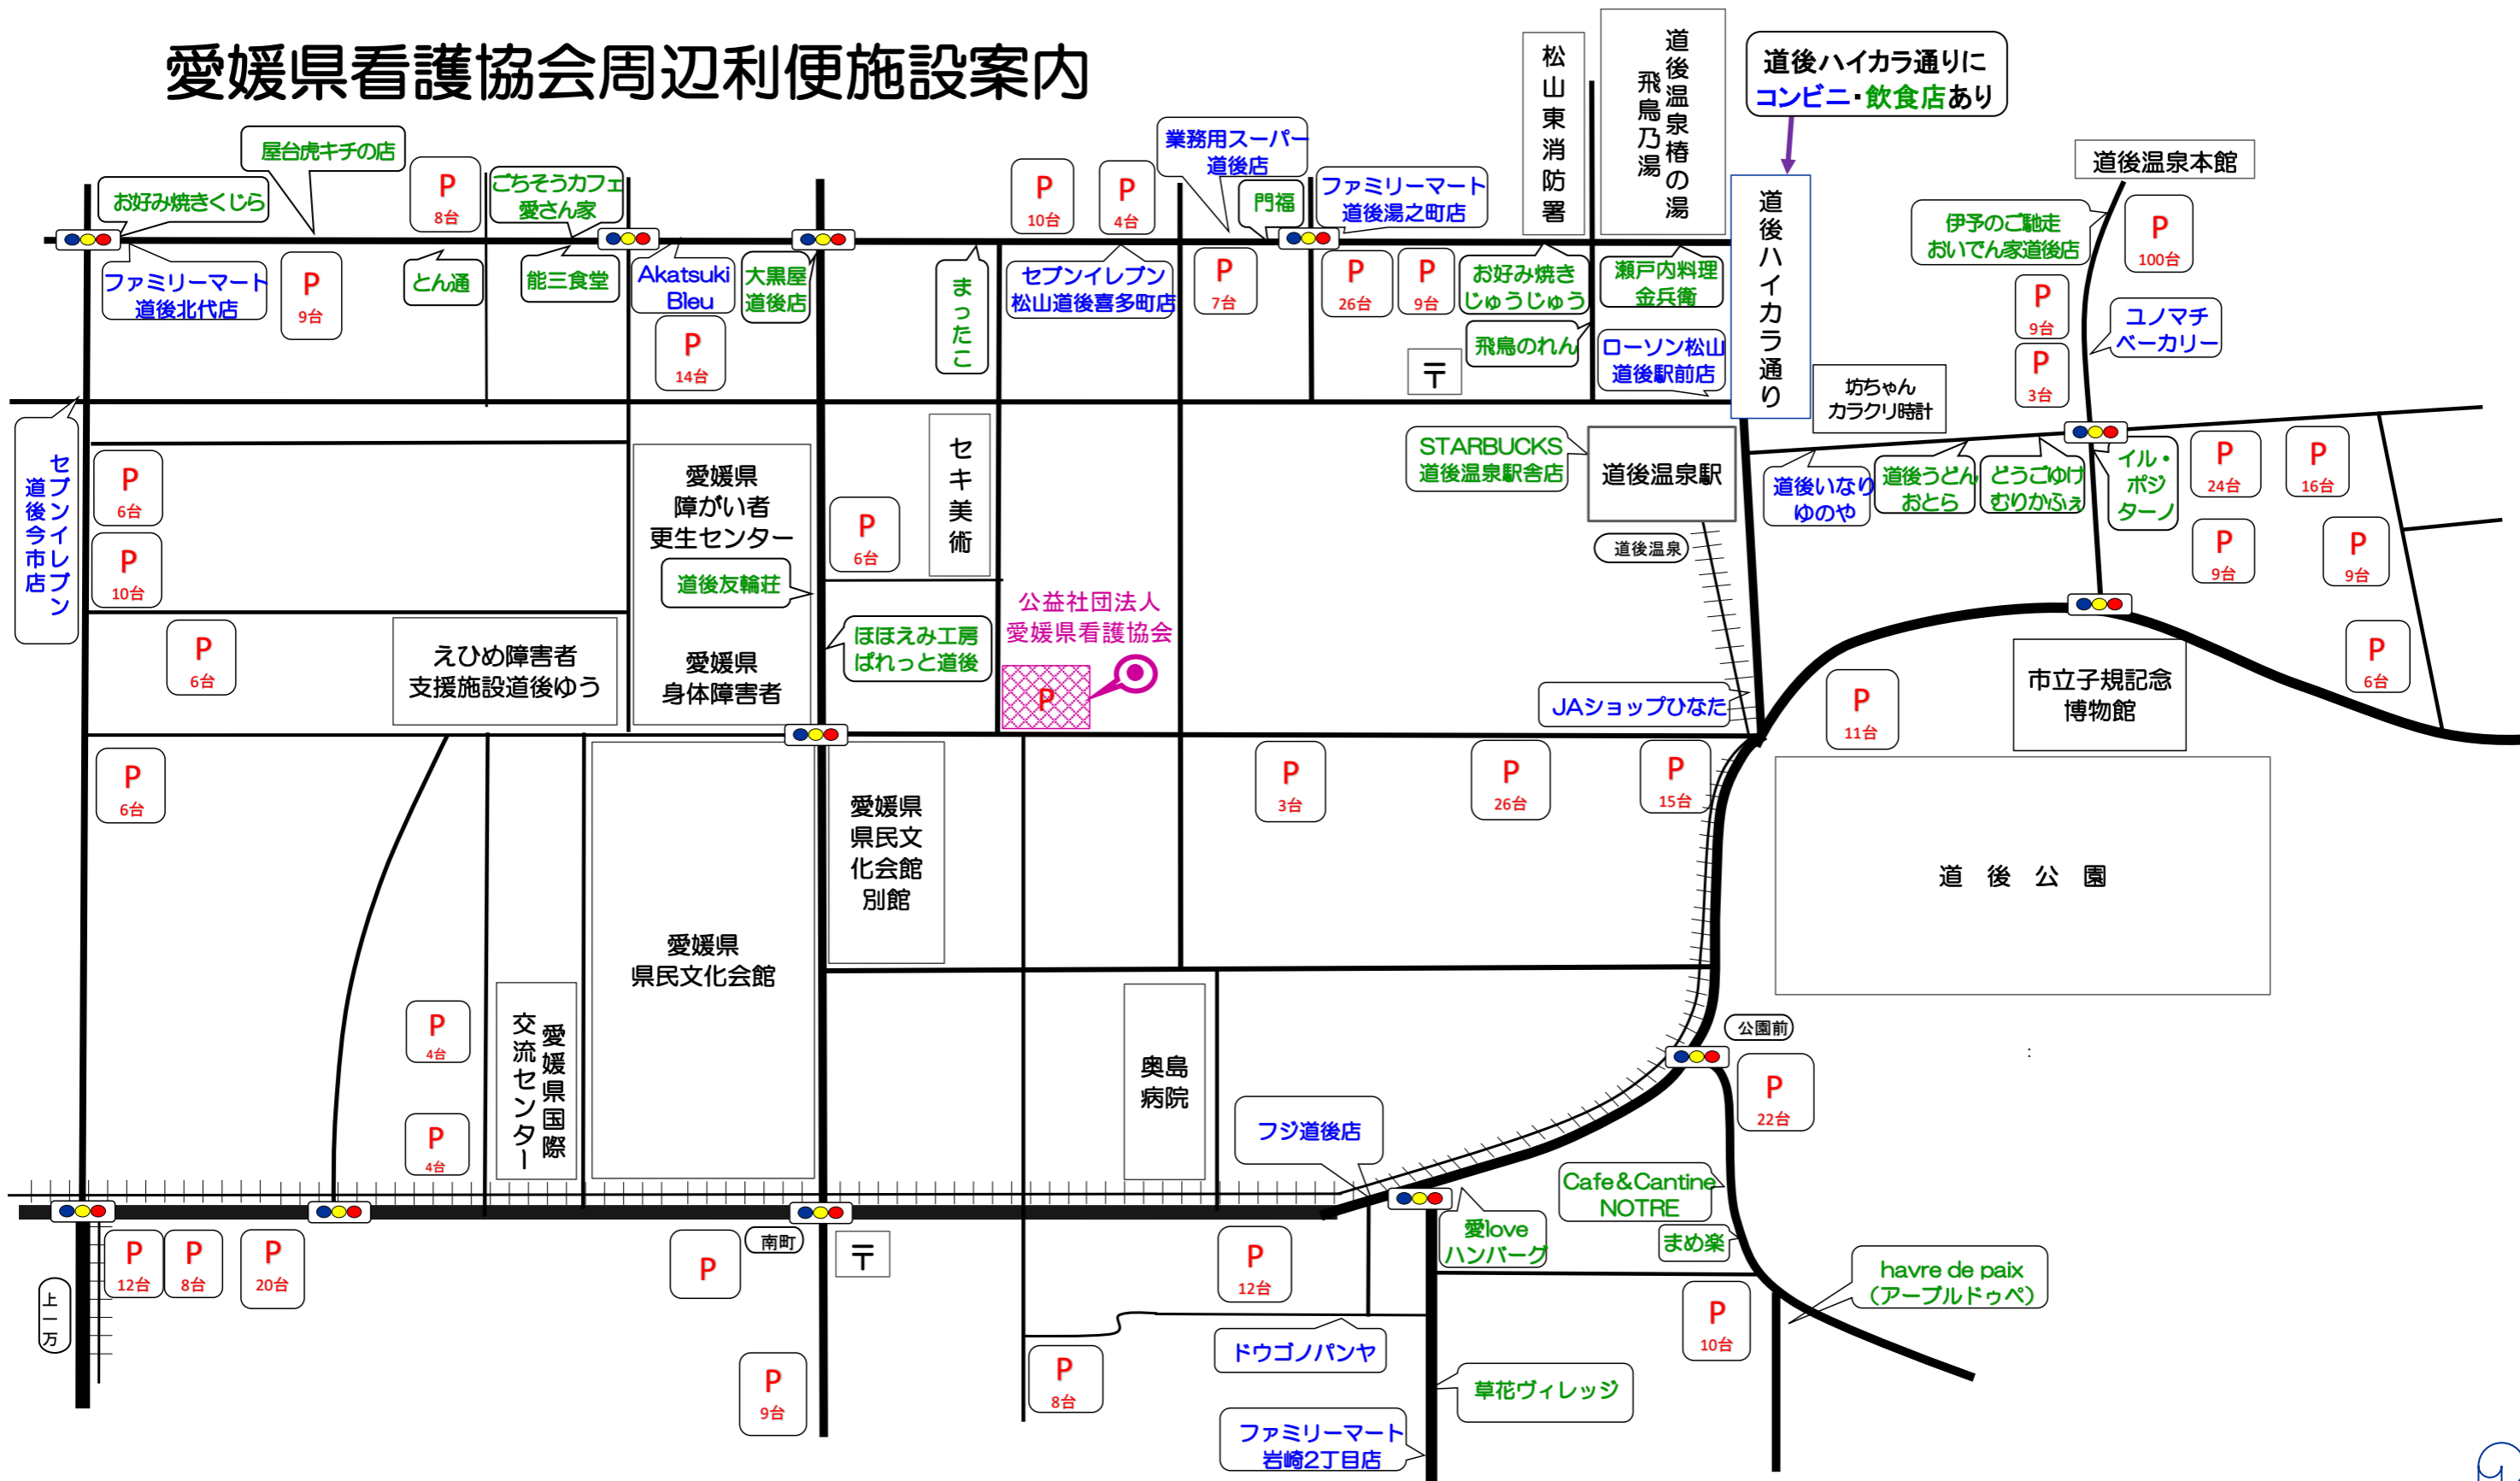 愛媛県看護協会周辺利便施設案内
松山東消防署
道後温泉椿の湯
飛鳥乃湯
道後ハイカラ通りに
コンビニ・飲食店あり
道後温泉本館
屋台虎キチの店
お好み焼きくじら
P
8台
ごちそうカフェ
愛さん家
P
10台
P
4台
業務用スーパー
道後店
門福
ファミリーマート
道後湯之町店
道後ハイカラ通り
伊予のご馳走
おいでん家道後店
P
100台
ファミリーマート
道後北代店
P
9台
とん通
能三食堂
Akatsuki
Bleu
大黒屋
道後店
P
14台
まったこ
セブンイレブン
松山道後喜多町店
P
7台
P
26台
P
9台
お好み焼き
じゅうじゅう
瀬戸内料理
金兵衛
飛鳥のれん
ローソン松山
道後駅前店
〒
P
9台
P
3台
ユノマチ
ベーカリー
坊ちゃん
カラクリ時計
セブンイレブン
道後今市店
P
6台
P
10台
愛媛県
障がい者
更生センター
道後友輪荘
愛媛県
身体障害者
P
6台
セキ美術
STARBUCKS
道後温泉駅舎店
道後温泉駅
道後温泉
道後いなり
ゆのや
道後うどん
おとら
どうごゆけ
むりかふぇ
イル・
ポジ
ターノ
P
24台
P
16台
P
9台
P
9台
P
6台
P
6台
えひめ障害者
支援施設道後ゆう
ほほえみ工房
ぱれっと道後
公益社団法人
愛媛県看護協会
P
JAショップひなた
P
11台
市立子規記念
博物館
P
6台
愛媛県
県民文
化会館
別館
P
3台
P
26台
P
15台
道後公園
愛媛県
県民文化会館
P
4台
P
4台
愛媛県国際
交流センター
奥島
病院
公園前
:
P
22台
フジ道後店
Cafe&Cantine
NOTRE
まめ楽
愛love
ハンバーグ
havre de paix
(アーブルドゥペ)
上一万
P
12台
P
8台
P
20台
P
南町
〒
P
12台
P
10台
ドウゴノパンヤ
P
9台
P
8台
草花ヴィレッジ
ファミリーマート
岩崎2丁目店